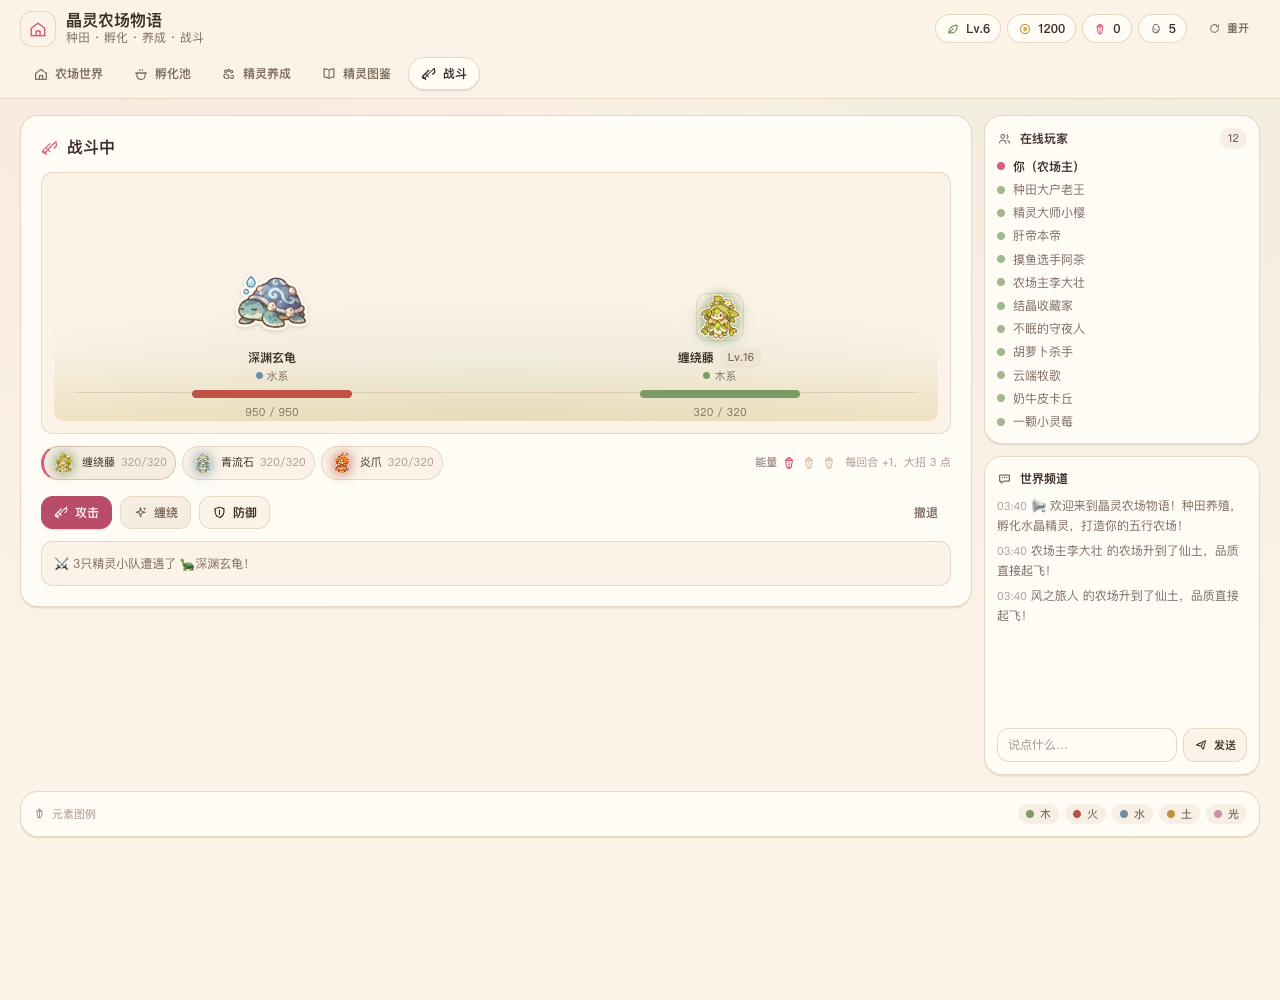 晶灵农场物语
种田 · 孵化 · 养成 · 战斗
Lv.6
1200
0
5
重开
农场世界
孵化池
精灵养成
精灵图鉴
战斗
战斗中
深渊玄龟
水系
950 / 950
缠绕藤 Lv.16
木系
320 / 320
缠绕藤 320/320
青流石 320/320
炎爪 320/320
能量
每回合 +1，大招 3 点
攻击
缠绕
防御
撤退
⚔️ 3只精灵小队遭遇了 🐢深渊玄龟！
在线玩家
12
你（农场主）
种田大户老王
精灵大师小樱
肝帝本帝
摸鱼选手阿茶
农场主李大壮
结晶收藏家
不眠的守夜人
胡萝卜杀手
云端牧歌
奶牛皮卡丘
一颗小灵莓
世界频道
03:40 📢 欢迎来到晶灵农场物语！种田养殖，
孵化水晶精灵，打造你的五行农场！
03:40 农场主李大壮 的农场升到了仙土，品质
直接起飞！
03:40 风之旅人 的农场升到了仙土，品质直接
起飞！
说点什么...
发送
元素图例
木
火
水
土
光